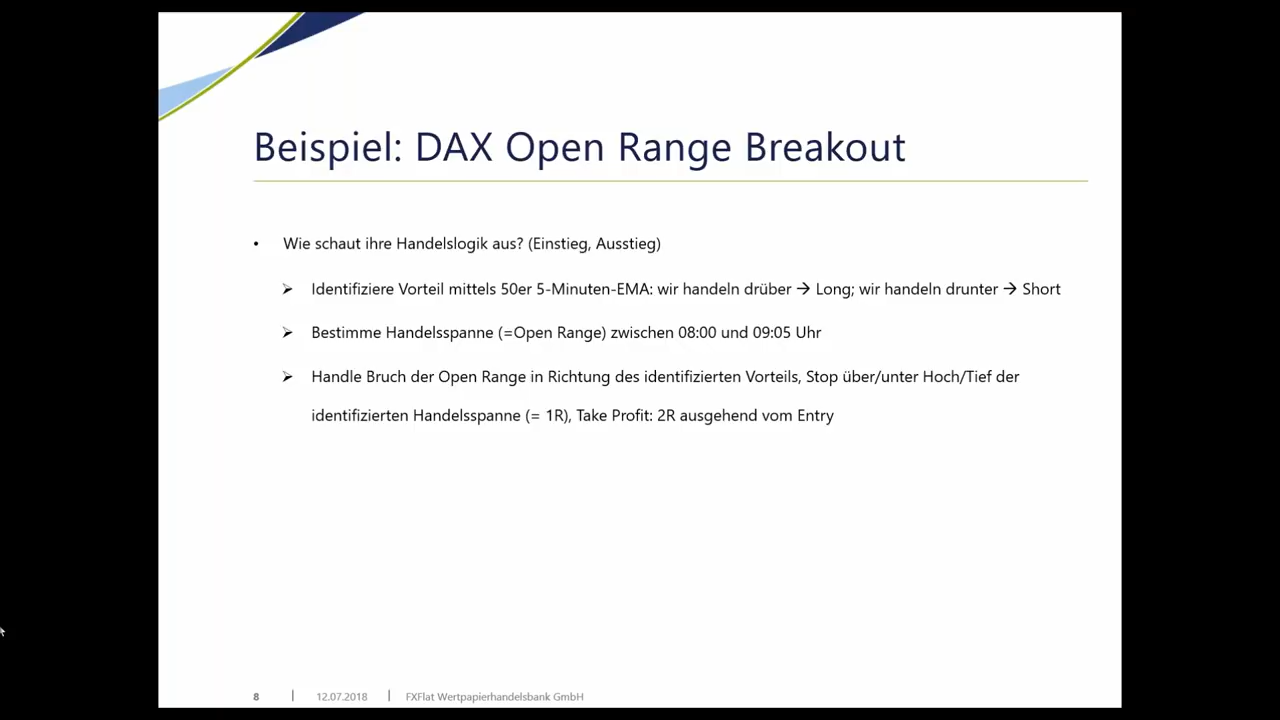 Beispiel: DAX Open Range Breakout
• Wie schaut ihre Handelslogik aus? (Einstieg, Ausstieg)
➢ Identifiziere Vorteil mittels 50er 5-Minuten-EMA: wir handeln drüber → Long; wir handeln drunter → Short
➢ Bestimme Handelsspanne (=Open Range) zwischen 08:00 und 09:05 Uhr
➢ Handle Bruch der Open Range in Richtung des identifizierten Vorteils, Stop über/unter Hoch/Tief der
identifizierten Handelsspanne (= 1R), Take Profit: 2R ausgehend vom Entry
8 | 12.07.2018 | FXFlat Wertpapierhandelsbank GmbH